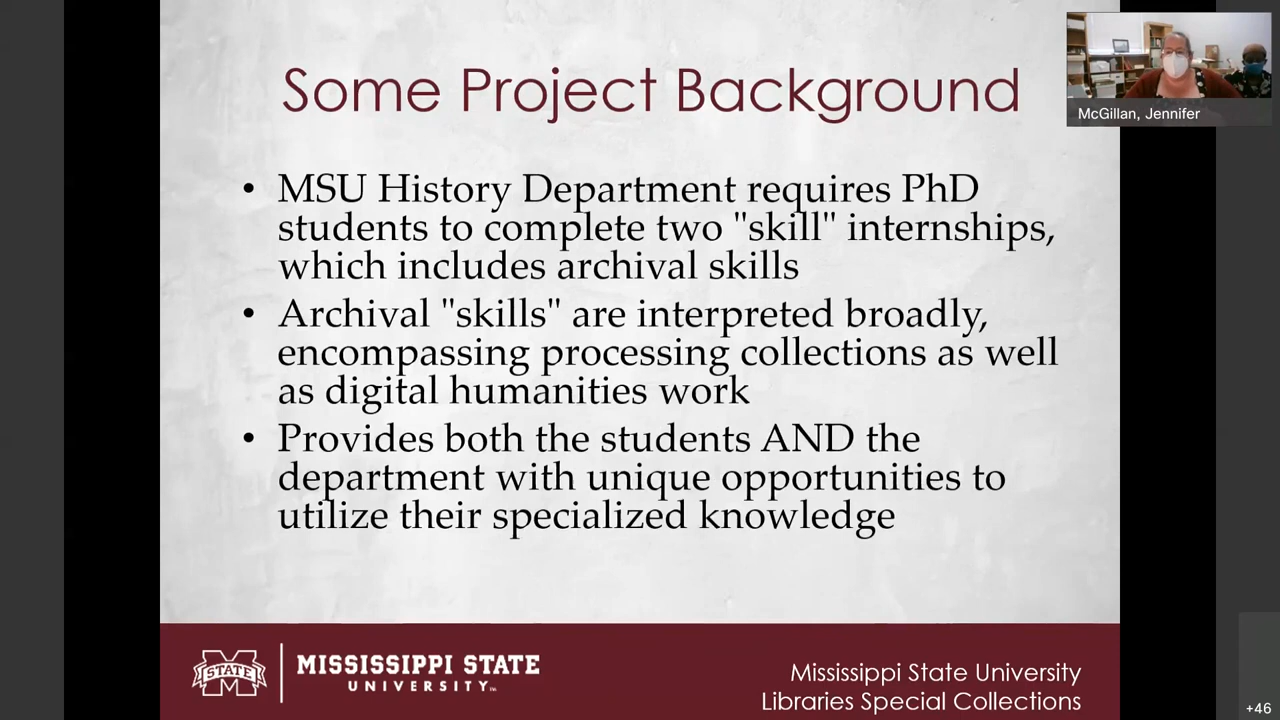 Some Project Background
McGillan, Jennifer
• MSU History Department requires PhD
students to complete two "skill" internships,
which includes archival skills
• Archival "skills" are interpreted broadly,
encompassing processing collections as well
as digital humanities work
• Provides both the students AND the
department with unique opportunities to
utilize their specialized knowledge
STATE
MISSISSIPPI STATE
UNIVERSITY™
Mississippi State University
Libraries Special Collections
+46